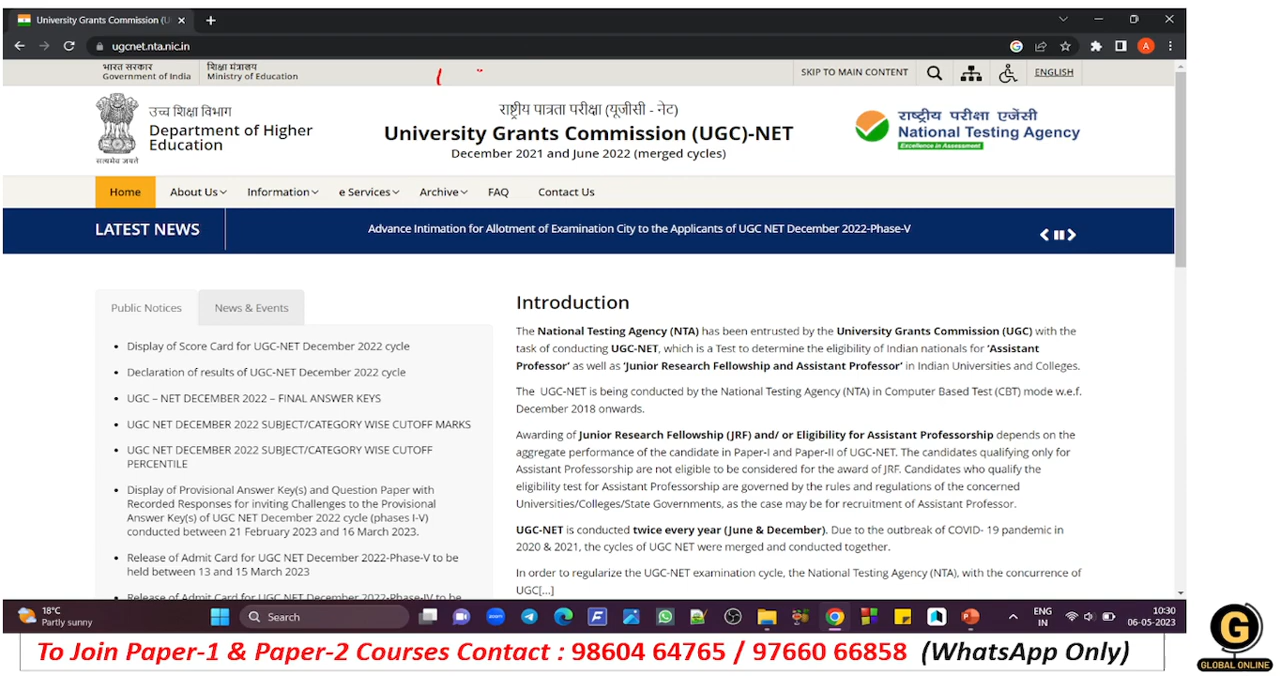 University Grants Commission (U
ugcnet.nta.nic.in
A
भारत सरकार
Government of India
शिक्षा मंत्रालय
Ministry of Education
SKIP TO MAIN CONTENT
ENGLISH
सत्यमेव जयते
उच्च शिक्षा विभाग
Department of Higher
Education
राष्ट्रीय पात्रता परीक्षा (यूजीसी - नेट)
University Grants Commission (UGC)-NET
December 2021 and June 2022 (merged cycles)
राष्ट्रीय परीक्षा एजेंसी
National Testing Agency
Excellence in Assessment
Home
About Us
Information
e Services
Archive
FAQ
Contact Us
LATEST NEWS
Advance Intimation for Allotment of Examination City to the Applicants of UGC NET December 2022-Phase-V
Public Notices
News & Events
Display of Score Card for UGC-NET December 2022 cycle
Declaration of results of UGC-NET December 2022 cycle
UGC – NET DECEMBER 2022 – FINAL ANSWER KEYS
UGC NET DECEMBER 2022 SUBJECT/CATEGORY WISE CUTOFF MARKS
UGC NET DECEMBER 2022 SUBJECT/CATEGORY WISE CUTOFF
PERCENTILE
Display of Provisional Answer Key(s) and Question Paper with
Recorded Responses for inviting Challenges to the Provisional
Answer Key(s) of UGC NET December 2022 cycle (phases I-V)
conducted between 21 February 2023 and 16 March 2023.
Release of Admit Card for UGC NET December 2022-Phase-V to be
held between 13 and 15 March 2023
Release of Admit Card for UGC NET December 2022-Phase-IV to be
Introduction
The National Testing Agency (NTA) has been entrusted by the University Grants Commission (UGC) with the
task of conducting UGC-NET, which is a Test to determine the eligibility of Indian nationals for 'Assistant
Professor' as well as 'Junior Research Fellowship and Assistant Professor' in Indian Universities and Colleges.
The UGC-NET is being conducted by the National Testing Agency (NTA) in Computer Based Test (CBT) mode w.e.f.
December 2018 onwards.
Awarding of Junior Research Fellowship (JRF) and/ or Eligibility for Assistant Professorship depends on the
aggregate performance of the candidate in Paper-I and Paper-II of UGC-NET. The candidates qualifying only for
Assistant Professorship are not eligible to be considered for the award of JRF. Candidates who qualify the
eligibility test for Assistant Professorship are governed by the rules and regulations of the concerned
Universities/Colleges/State Governments, as the case may be for recruitment of Assistant Professor.
UGC-NET is conducted twice every year (June & December). Due to the outbreak of COVID- 19 pandemic in
2020 & 2021, the cycles of UGC NET were merged and conducted together.
In order to regularize the UGC-NET examination cycle, the National Testing Agency (NTA), with the concurrence of
UGC[...]
18°C
Partly sunny
Search
zoom
ENG
IN
10:30
06-05-2023
To Join Paper-1 & Paper-2 Courses Contact : 98604 64765 / 97660 66858 (WhatsApp Only)
G
GLOBAL ONLINE